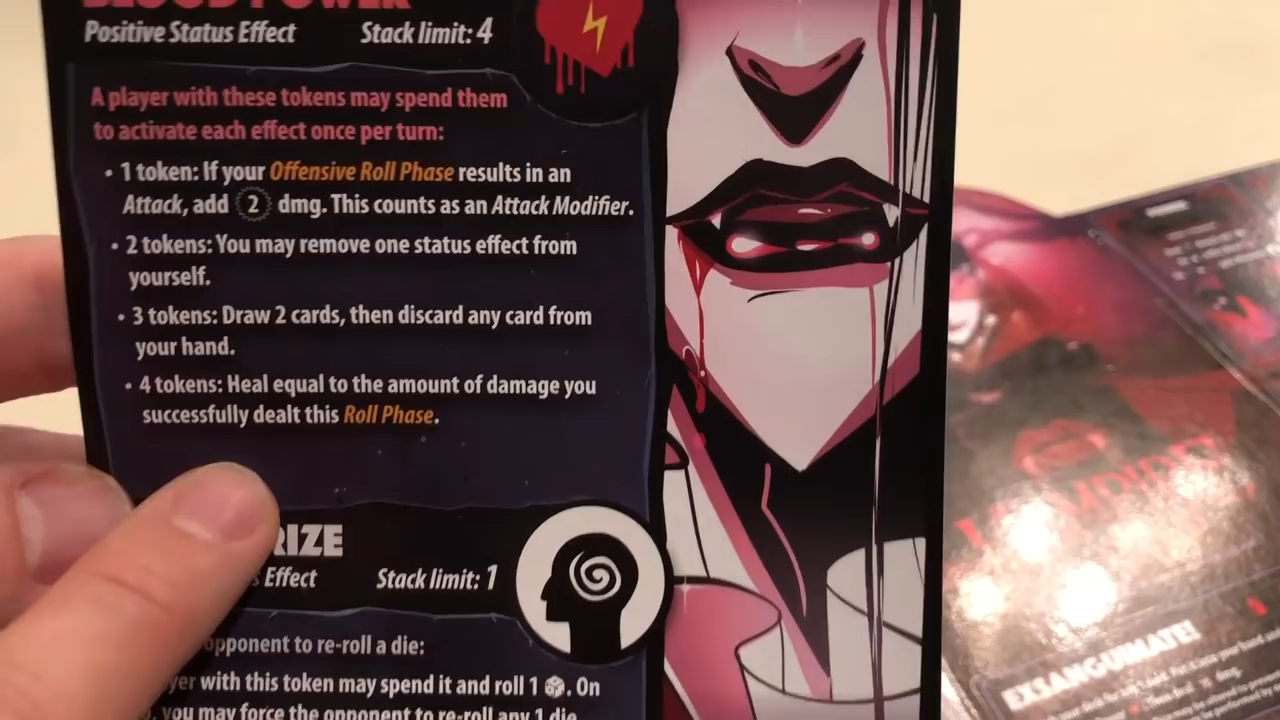 BLOOD POWER
Positive Status Effect
Stack limit: 4
A player with these tokens may spend them
to activate each effect once per turn:
• 1 token: If your Offensive Roll Phase results in an
Attack, add 2 dmg. This counts as an Attack Modifier.
• 2 tokens: You may remove one status effect from
yourself.
• 3 tokens: Draw 2 cards, then discard any card from
your hand.
• 4 tokens: Heal equal to the amount of damage you
successfully dealt this Roll Phase.
RIZE
Effect
Stack limit: 1
opponent to re-roll a die:
yer with this token may spend it and roll 1 . On
, you may force the opponent to re-roll any 1 die
EXSANGUINATE!